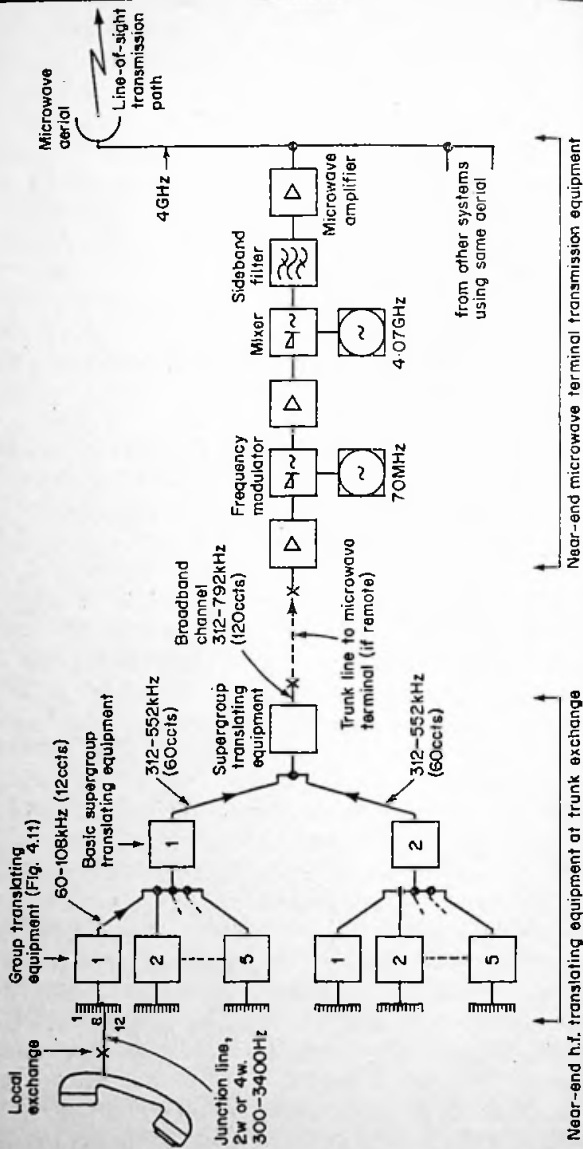 Local
exchange
Junction line,
2w or 4w.
300-3400Hz
1
8
12
Group translating
equipment (Fig. 4.11)
1
2
5
1
2
5
60-108kHz (12ccts)
Basic supergroup
translating equipment
1
2
312-552kHz
(60ccts)
312-552kHz
(60ccts)
Supergroup
translating
equipment
Broadband
channel
312-792kHz
(120ccts)
Trunk line to microwave
terminal (if remote)
Frequency
modulator
70MHz
Mixer
4·07GHz
Sideband
filter
Microwave
amplifier
4GHz
Microwave
aerial
Line-of-sight
transmission
path
from other systems
using same aerial
Near-end h.f. translating equipment at trunk exchange
Near-end microwave terminal transmission equipment